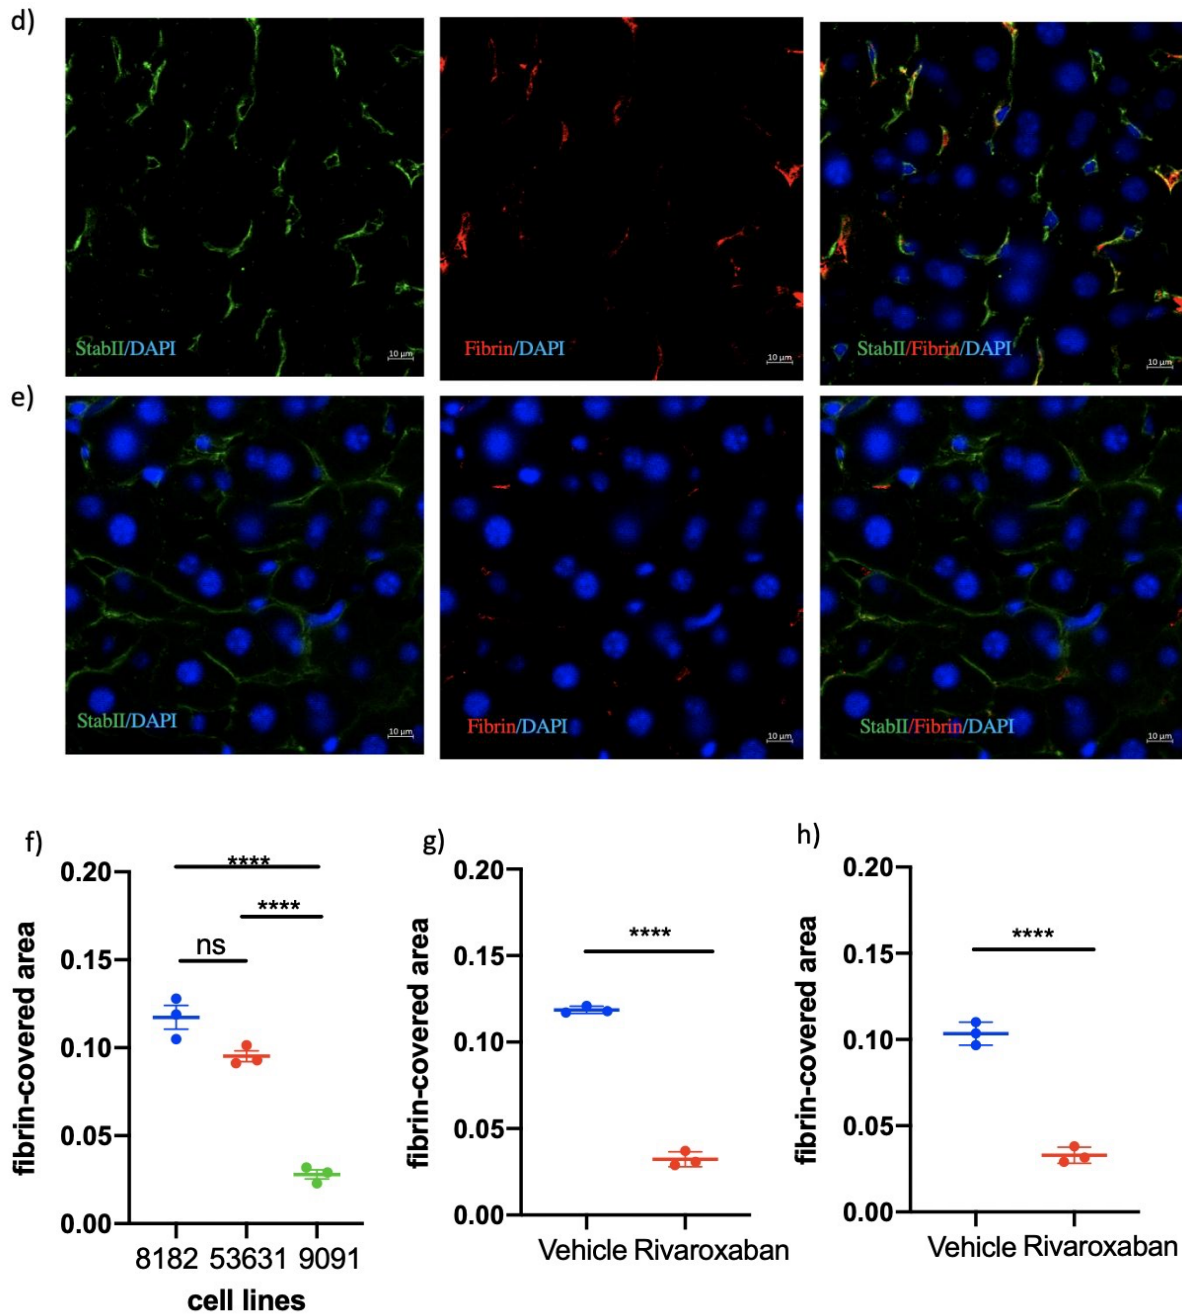 d)
StabII/DAPI
10 µm
Fibrin/DAPI
10 µm
StabII/Fibrin/DAPI
10 µm
e)
StabII/DAPI
10 µm
Fibrin/DAPI
10 µm
StabII/Fibrin/DAPI
10 µm
f)
fibrin-covered area
0.20
0.15
0.10
0.05
0.00
****
****
ns
8182 53631 9091
cell lines
g)
fibrin-covered area
0.20
0.15
0.10
0.05
0.00
****
Vehicle Rivaroxaban
h)
fibrin-covered area
0.20
0.15
0.10
0.05
0.00
****
Vehicle Rivaroxaban